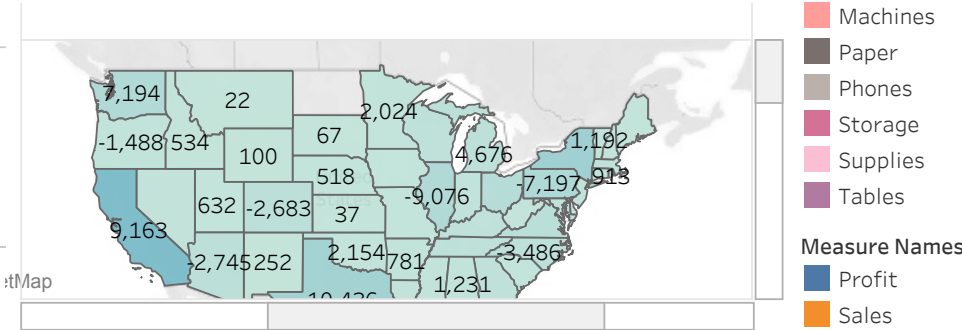 7,194
22
2,024
-1,488
534
67
1,192
100
4,676
518
-9,076
-7,197
913
632
-2,683
37
9,163
-2,745
252
2,154
781
-3,486
1,231
etMap
Machines
Paper
Phones
Storage
Supplies
Tables
Measure Names
Profit
Sales